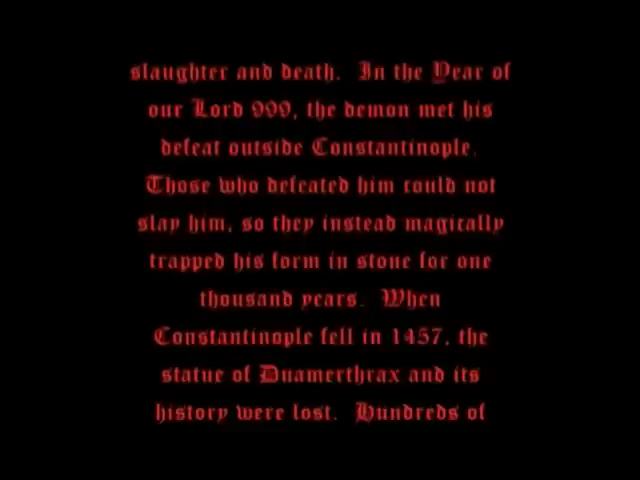 slaughter and death. In the Year of
our Lord 999, the demon met his
defeat outside Constantinople.
Those who defeated him could not
slay him, so they instead magically
trapped his form in stone for one
thousand years. When
Constantinople fell in 1457, the
statue of Duamerthrax and its
history were lost. Hundreds of